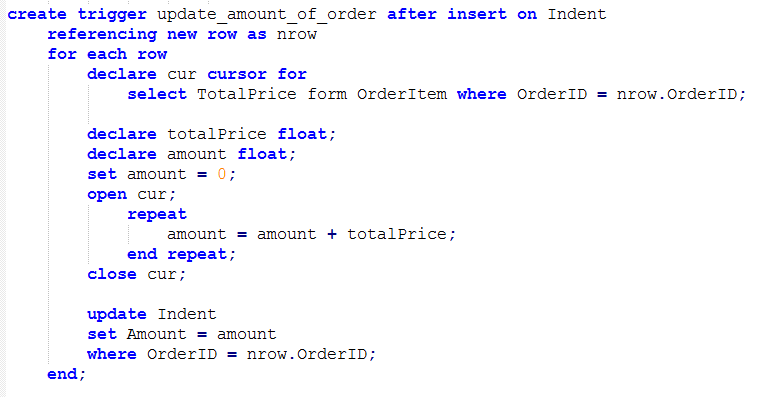 create trigger update_amount_of_order after insert on Indent
referencing new row as nrow
for each row
declare cur cursor for
select TotalPrice form OrderItem where OrderID = nrow.OrderID;
declare totalPrice float;
declare amount float;
set amount = 0;
open cur;
repeat
amount = amount + totalPrice;
end repeat;
close cur;
update Indent
set Amount = amount
where OrderID = nrow.OrderID;
end;